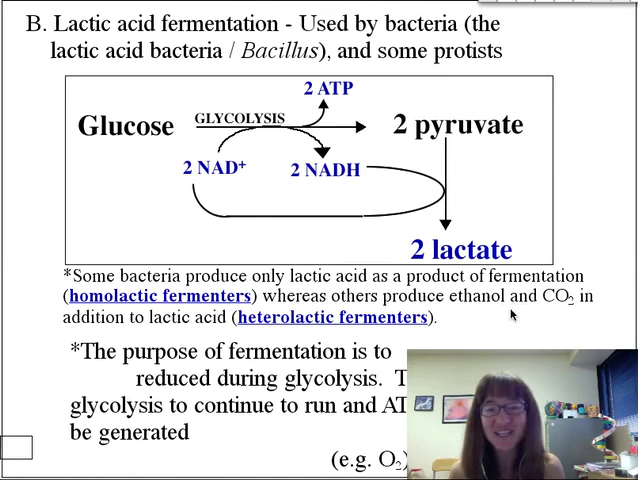 B. Lactic acid fermentation - Used by bacteria (the
lactic acid bacteria / Bacillus), and some protists
2 ATP
Glucose GLYCOLYSIS 2 pyruvate
2 NAD⁺ 2 NADH
2 lactate
*Some bacteria produce only lactic acid as a product of fermentation
(homolactic fermenters) whereas others produce ethanol and CO₂ in
addition to lactic acid (heterolactic fermenters).
*The purpose of fermentation is to
reduced during glycolysis. T
glycolysis to continue to run and AT
be generated
(e.g. O₂)